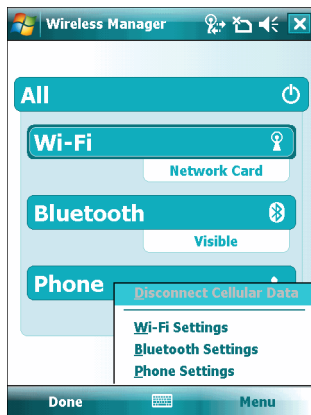 Wireless Manager
All
Wi-Fi
Network Card
Bluetooth
Visible
Phone
Disconnect Cellular Data
Wi-Fi Settings
Bluetooth Settings
Phone Settings
Done
Menu